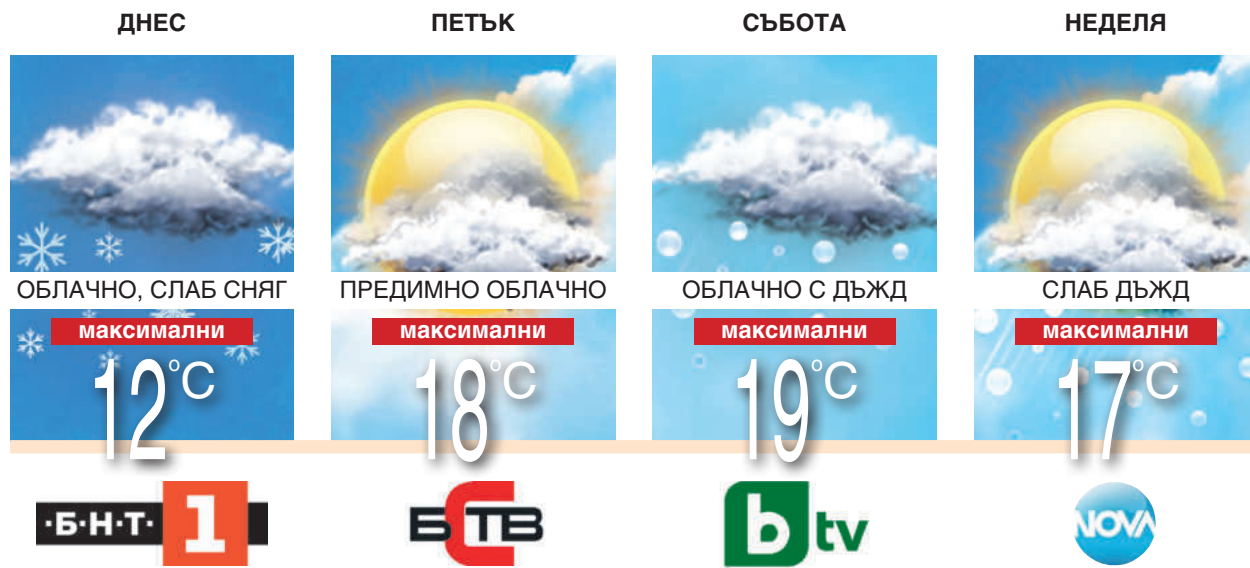 ДНЕС
ПЕТЪК
СЪБОТА
НЕДЕЛЯ
ОБЛАЧНО, СЛАБ СНЯГ
ПРЕДИМНО ОБЛАЧНО
ОБЛАЧНО С ДЪЖД
СЛАБ ДЪЖД
максимални
максимални
максимални
максимални
12°C
18°C
19°C
17°C
·Б·Н·Т· 1
БСТВ
b tv
NOVA